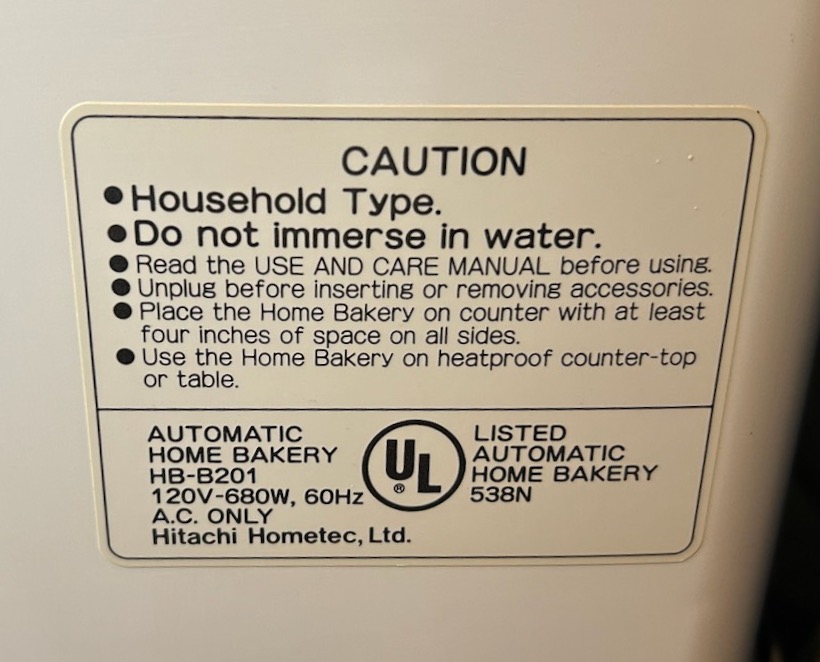 CAUTION
●Household Type.
●Do not immerse in water.
●Read the USE AND CARE MANUAL before using.
●Unplug before inserting or removing accessories.
●Place the Home Bakery on counter with at least
four inches of space on all sides.
●Use the Home Bakery on heatproof counter-top
or table.
AUTOMATIC
HOME BAKERY
HB-B201
120V-680W, 60Hz
A.C. ONLY
Hitachi Hometec, Ltd.
UL
®
LISTED
AUTOMATIC
HOME BAKERY
538N